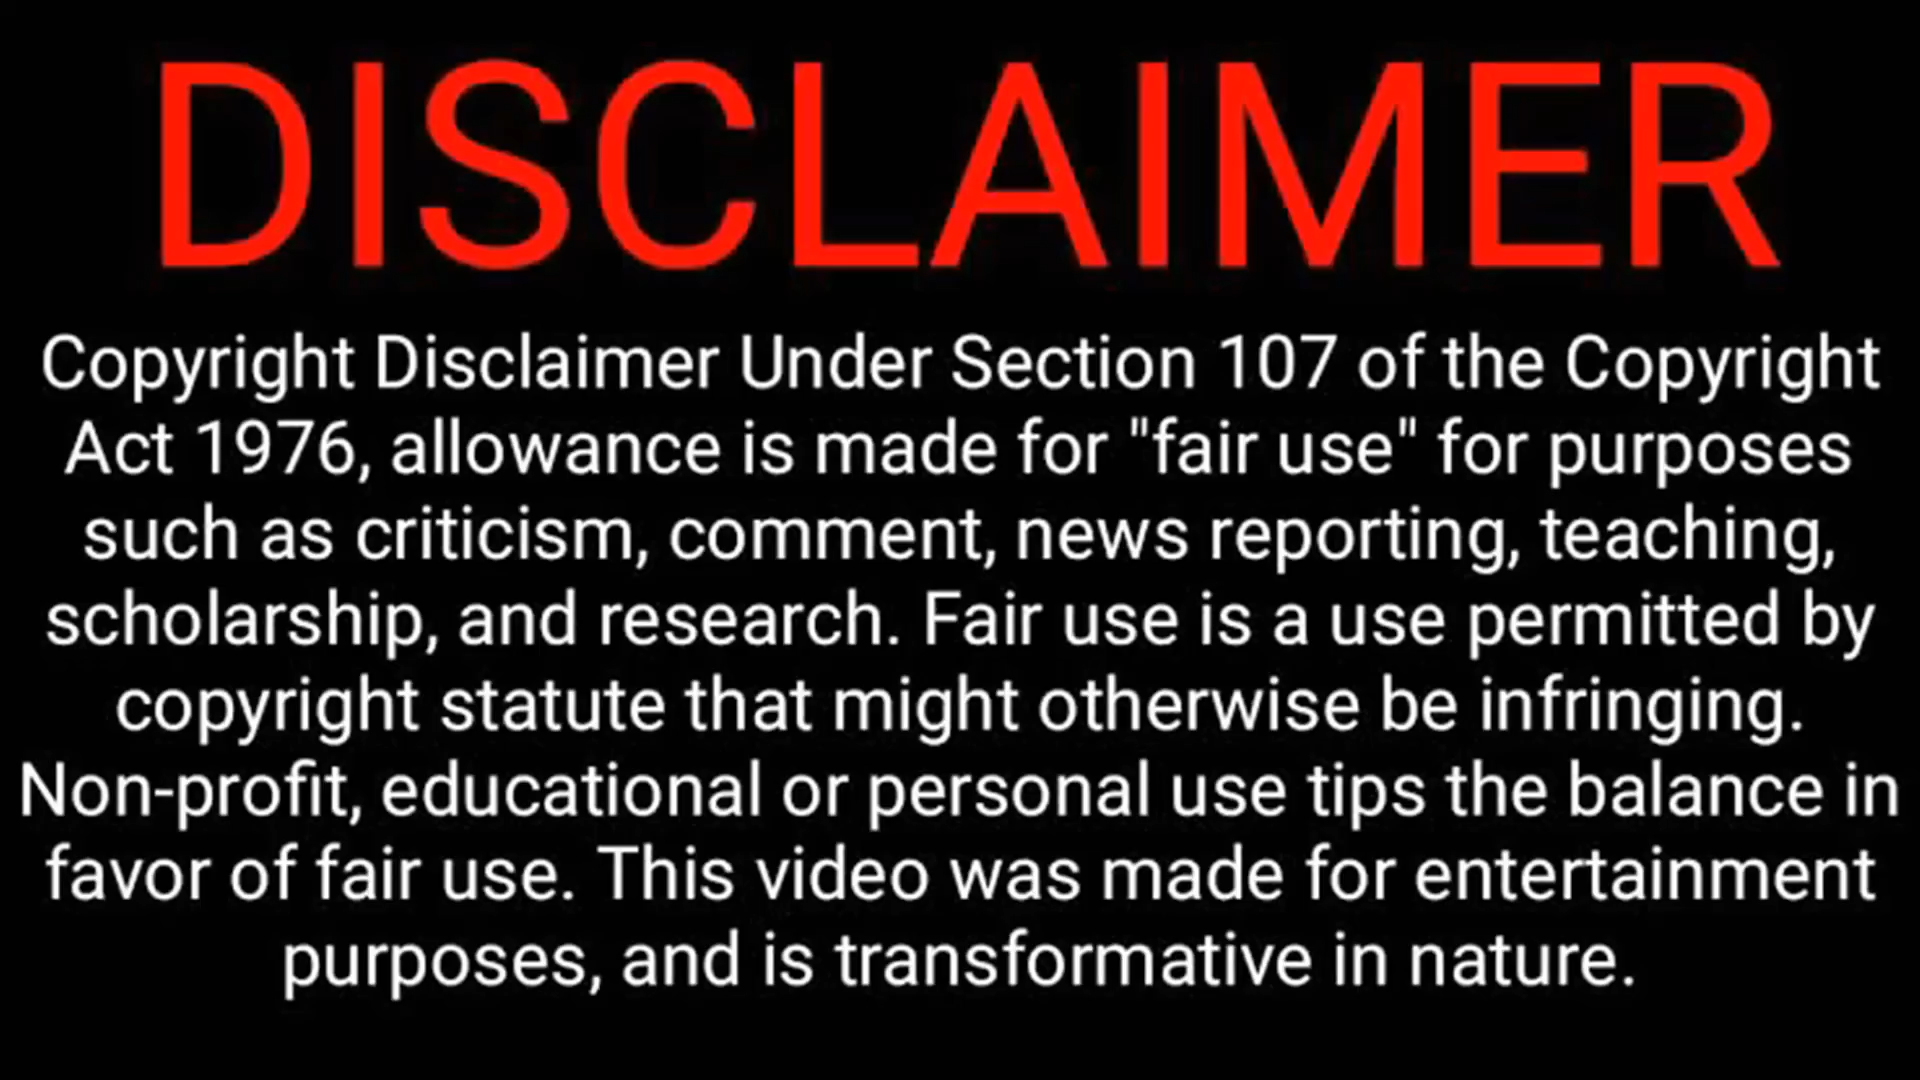 DISCLAIMER
Copyright Disclaimer Under Section 107 of the Copyright
Act 1976, allowance is made for "fair use" for purposes
such as criticism, comment, news reporting, teaching,
scholarship, and research. Fair use is a use permitted by
copyright statute that might otherwise be infringing.
Non-profit, educational or personal use tips the balance in
favor of fair use. This video was made for entertainment
purposes, and is transformative in nature.